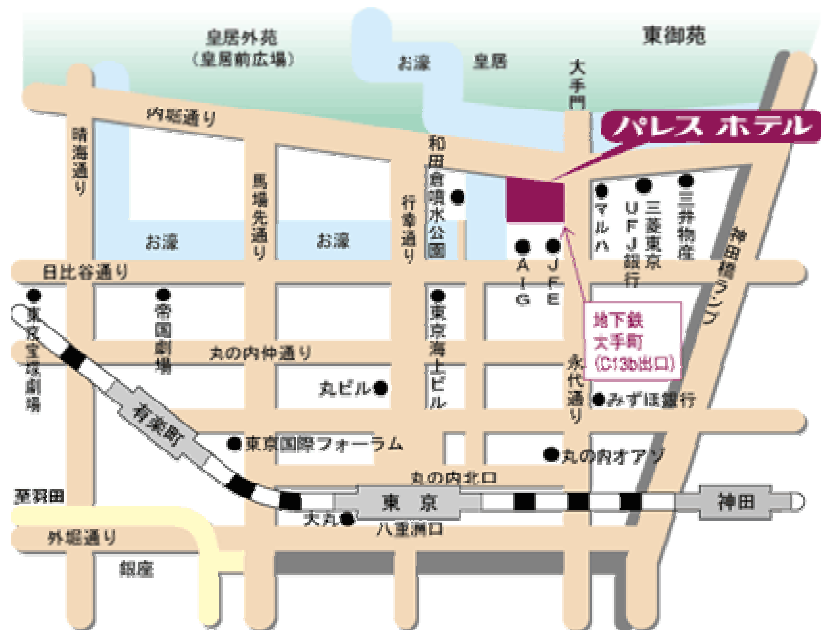 皇居外苑
(皇居前広場)
お濠
皇居
東御苑
大手門
内堀通り
晴海通り
パレス ホテル
和田倉噴水公園
馬場先通り
行幸通り
マルハ
三菱東京
UFJ銀行
三井物産
お濠
お濠
神田橋ランプ
日比谷通り
AIG
JFE
東京宝塚劇場
帝国劇場
東京海上ビル
地下鉄
大手町
(C13b出口)
丸の内仲通り
永代通り
丸ビル
みずほ銀行
有楽町
東京国際フォーラム
丸の内オアゾ
丸の内北口
至羽田
東京
神田
大丸
八重洲口
外堀通り
銀座